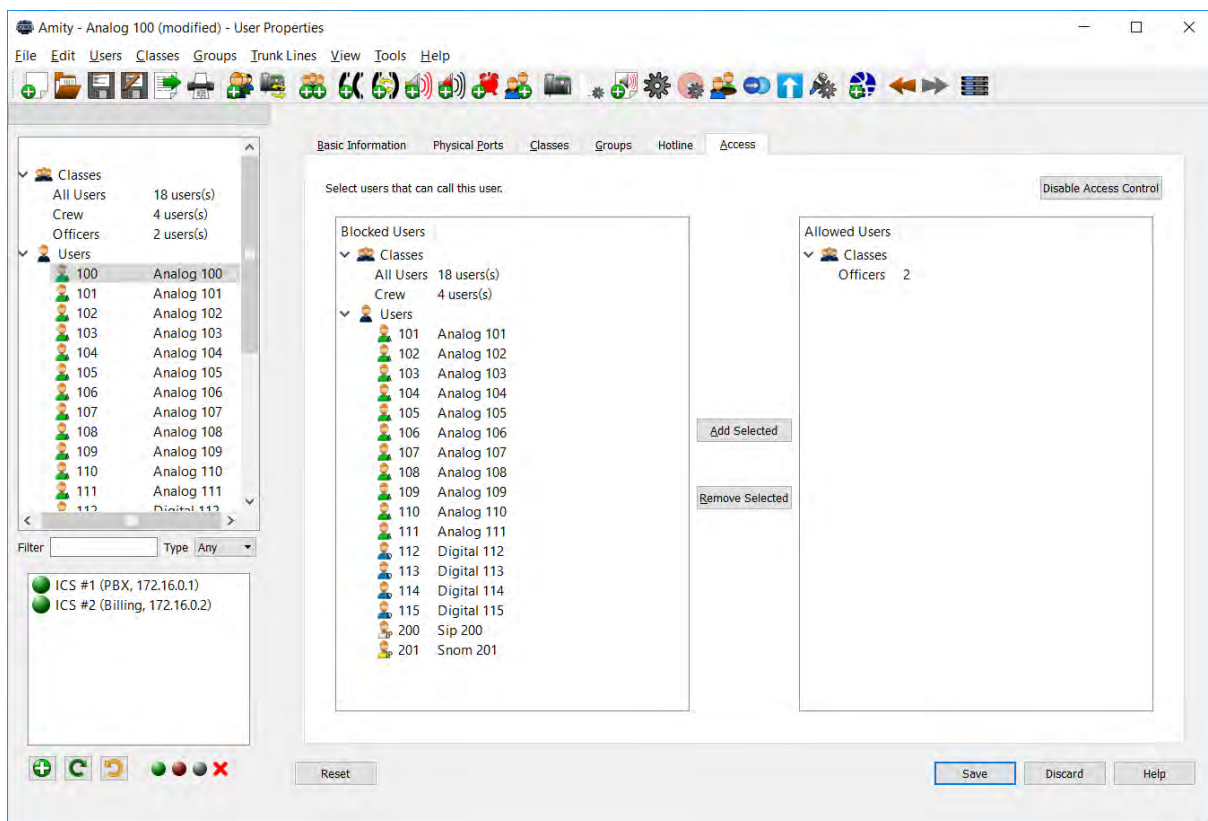 Amity - Analog 100 (modified) - User Properties
File Edit Users Classes Groups Trunk Lines View Tools Help
Classes
All Users 18 users(s)
Crew 4 users(s)
Officers 2 users(s)
Users
100 Analog 100
101 Analog 101
102 Analog 102
103 Analog 103
104 Analog 104
105 Analog 105
106 Analog 106
107 Analog 107
108 Analog 108
109 Analog 109
110 Analog 110
111 Analog 111
112 Digital 112
Filter Type Any
ICS #1 (PBX, 172.16.0.1)
ICS #2 (Billing, 172.16.0.2)
Basic Information Physical Ports Classes Groups Hotline Access
Select users that can call this user.
Disable Access Control
Blocked Users
Classes
All Users 18 users(s)
Crew 4 users(s)
Users
101 Analog 101
102 Analog 102
103 Analog 103
104 Analog 104
105 Analog 105
106 Analog 106
107 Analog 107
108 Analog 108
109 Analog 109
110 Analog 110
111 Analog 111
112 Digital 112
113 Digital 113
114 Digital 114
115 Digital 115
200 Sip 200
201 Snom 201
Add Selected
Remove Selected
Allowed Users
Classes
Officers 2
Reset
Save
Discard
Help